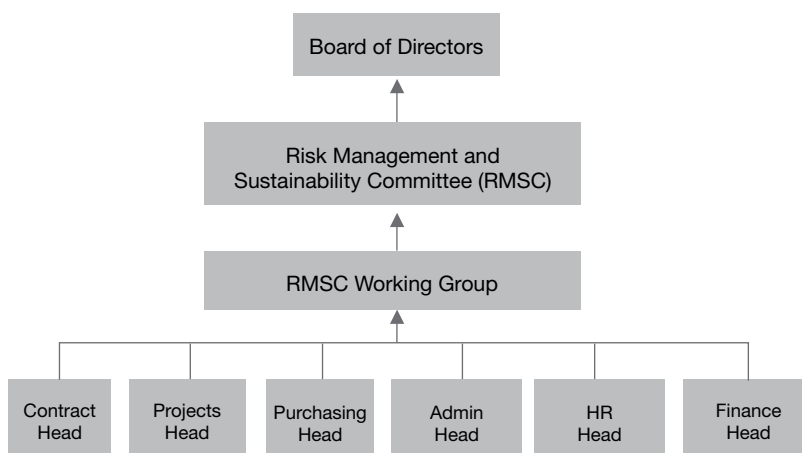 Board of Directors
Risk Management and
Sustainability Committee (RMSC)
RMSC Working Group
Contract
Head
Projects
Head
Purchasing
Head
Admin
Head
HR
Head
Finance
Head